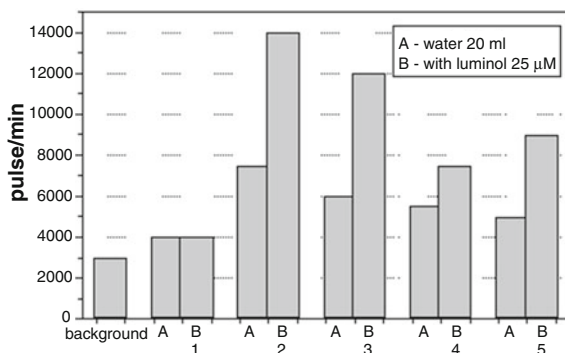 pulse/min
14000
12000
10000
8000
6000
4000
2000
0
A - water 20 ml
B - with luminol 25 μM
background A B A B A B A B A B
1 2 3 4 5